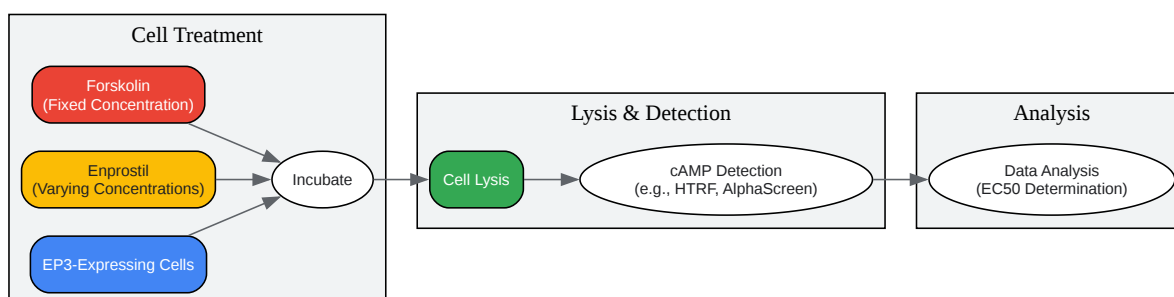 Cell Treatment
Forskolin
(Fixed Concentration)
Enprostil
(Varying Concentrations)
EP3-Expressing Cells
Incubate
Lysis & Detection
Cell Lysis
cAMP Detection
(e.g., HTRF, AlphaScreen)
Analysis
Data Analysis
(EC50 Determination)